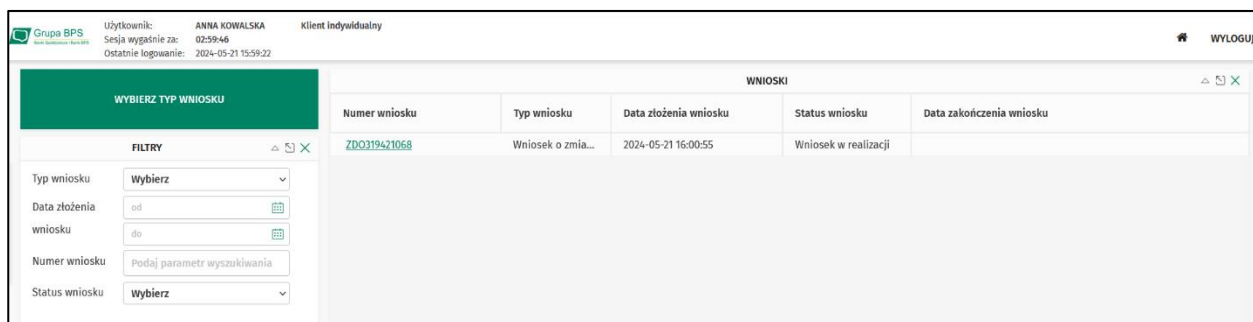 Grupa BPS
Użytkownik: ANNA KOWALSKA Klient indywidualny
Sesja wygaśnie za: 02:59:46
Ostatnie logowanie: 2024-05-21 15:59:22
WYLOGUJ
WYBIERZ TYP WNIOSKU
FILTRY
Typ wniosku Wybierz
Data złożenia wniosku od
do
Numer wniosku Podaj parametr wyszukiwania
Status wniosku Wybierz
WNIOSKI
Numer wniosku Typ wniosku Data złożenia wniosku Status wniosku Data zakończenia wniosku
ZDO319421068 Wniosek o zmia... 2024-05-21 16:00:55 Wniosek w realizacji